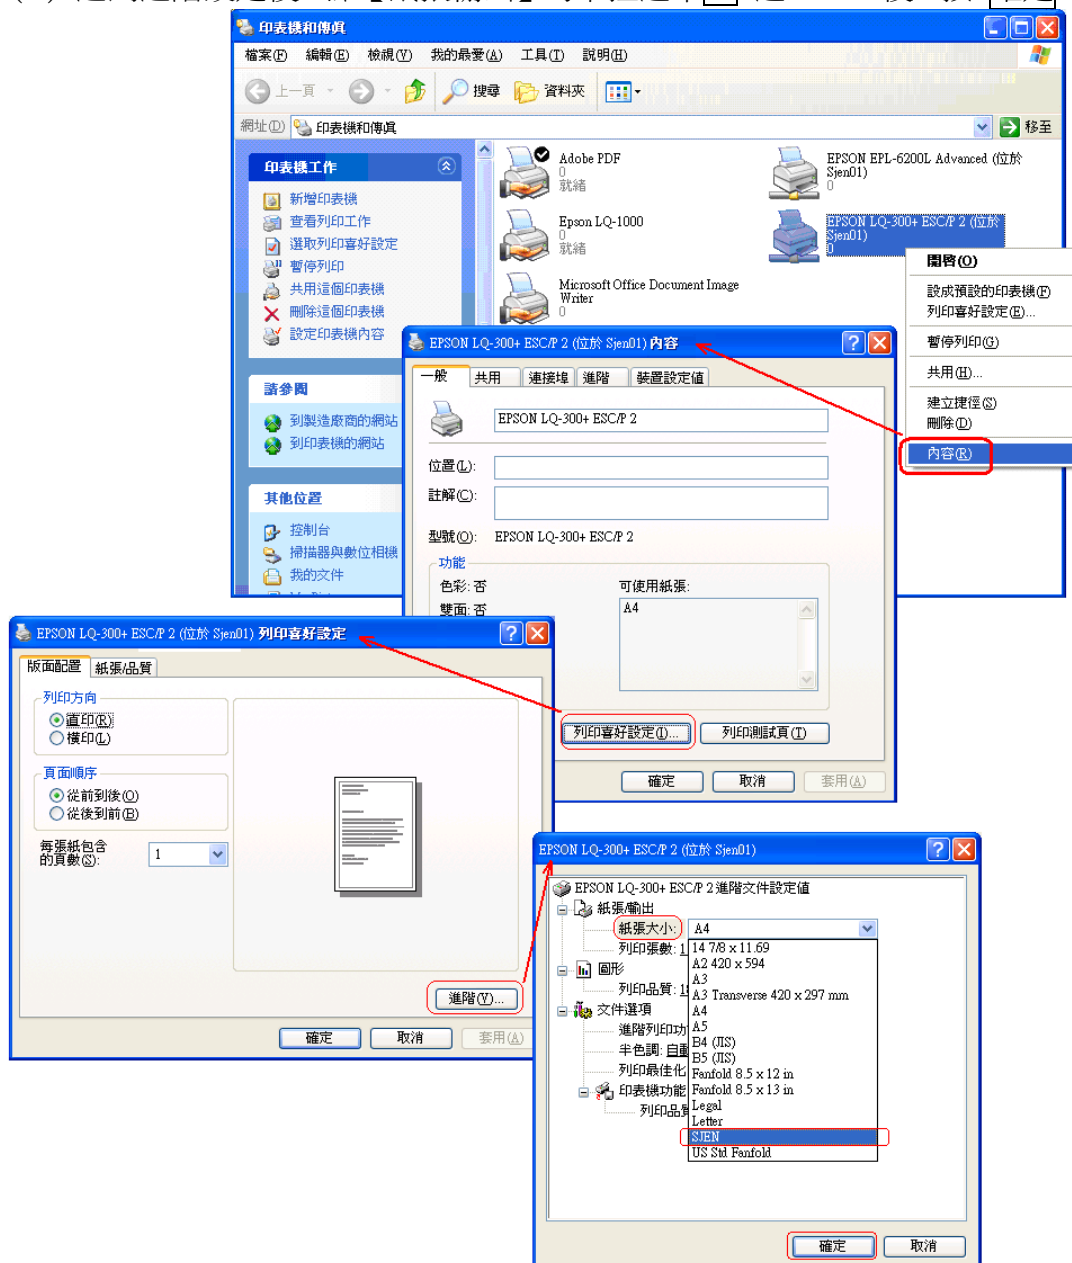 印表機和傳真
檔案(F) 編輯(E) 檢視(V) 我的最愛(A) 工具(T) 說明(H)
上一頁 搜尋 資料夾
網址(D) 印表機和傳真 移至
印表機工作
新增印表機
查看列印工作
選取列印喜好設定
暫停列印
共用這個印表機
刪除這個印表機
設定印表機內容
請參閱
到製造廠商的網站
到印表機的網站
其他位置
控制台
掃描器與數位相機
我的文件
Adobe PDF
0
就緒
EPSON EPL-6200L Advanced (位於
Sjen01)
0
Epson LQ-1000
0
就緒
EPSON LQ-300+ ESC/P 2 (位於
Sjen01)
0
Microsoft Office Document Image
Writer
0
開啓(O)
設成預設的印表機(F)
列印喜好設定(E)...
暫停列印(G)
共用(H)...
建立捷徑(S)
刪除(D)
內容(R)
EPSON LQ-300+ ESC/P 2 (位於 Sjen01) 內容
一般 共用 連接埠 進階 裝置設定值
EPSON LQ-300+ ESC/P 2
位置(L):
註解(C):
型號(O): EPSON LQ-300+ ESC/P 2
功能
色彩: 否 可使用紙張:
雙面: 否 A4
列印喜好設定(I)... 列印測試頁(T)
確定 取消 套用(A)
EPSON LQ-300+ ESC/P 2 (位於 Sjen01) 列印喜好設定
版面配置 紙張/品質
列印方向
直印(R)
橫印(L)
頁面順序
從前到後(O)
從後到前(B)
每張紙包含
的頁數(S): 1
進階(V)...
確定 取消 套用(A)
EPSON LQ-300+ ESC/P 2 (位於 Sjen01)
EPSON LQ-300+ ESC/P 2 進階文件設定值
紙張/輸出
紙張大小: A4
列印張數: 1
圖形
列印品質:
文件選項
進階列印功
半色調: 自動
列印最佳化
印表機功能
列印品質
14 7/8 x 11.69
A2 420 x 594
A3
A3 Transverse 420 x 297 mm
A4
A5
B4 (JIS)
B5 (JIS)
Fanfold 8.5 x 12 in
Fanfold 8.5 x 13 in
Legal
Letter
SJEN
US Std Fanfold
確定 取消